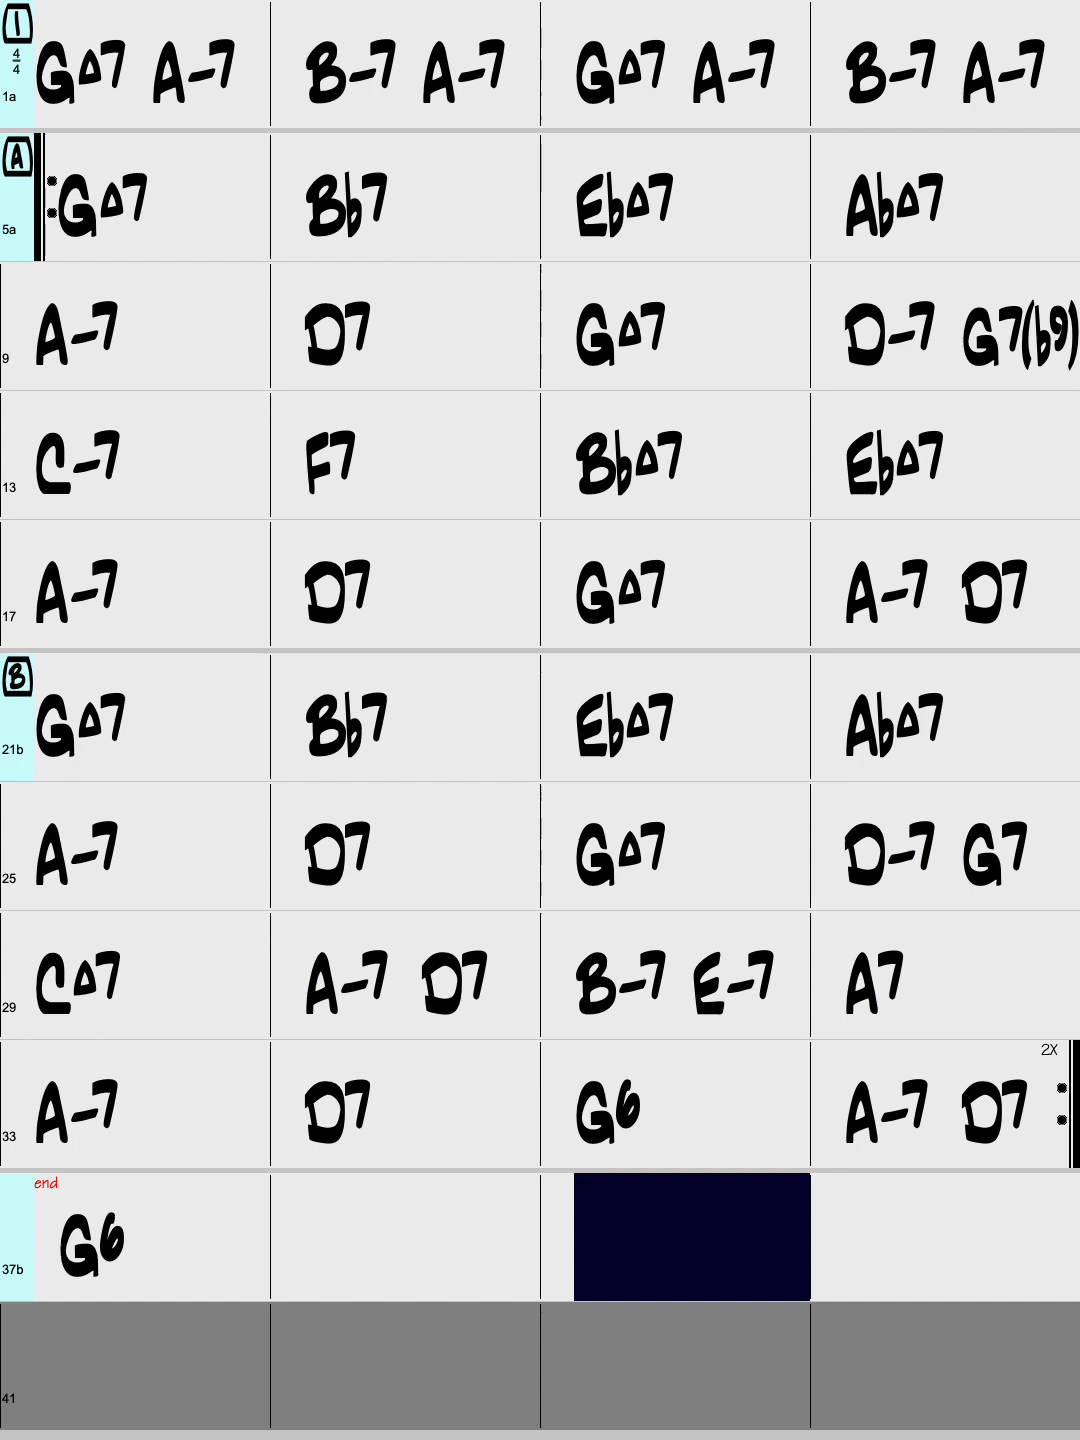 1
4/4
1a GΔ7 A-7 B-7 A-7 GΔ7 A-7 B-7 A-7
A
5a GΔ7 Bb7 EbΔ7 AbΔ7
9 A-7 D7 GΔ7 D-7 G7(b9)
13 C-7 F7 BbΔ7 EbΔ7
17 A-7 D7 GΔ7 A-7 D7
B
21b GΔ7 Bb7 EbΔ7 AbΔ7
25 A-7 D7 GΔ7 D-7 G7
29 CΔ7 A-7 D7 B-7 E-7 A7
2X
33 A-7 D7 G6 A-7 D7
end
37b G6
41